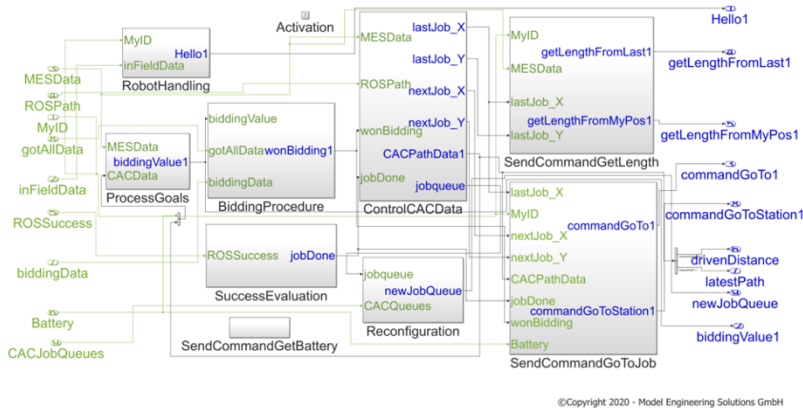 Activation
MyID
inFieldData
Hello1
RobotHandling
MESData
ROSPath
MyID
gotAllData
inFieldData
ROSSuccess
biddingData
Battery
CACJobQueues
MESData
CACData
biddingValue1
ProcessGoals
biddingValue
gotAllData
biddingData
wonBidding1
BiddingProcedure
ROSSuccess
jobDone
SuccessEvaluation
SendCommandGetBattery
MESData
ROSPath
wonBidding
jobDone
lastJob_X
lastJob_Y
nextJob_X
nextJob_Y
CACPathData1
jobqueue
ControlCACData
jobqueue
CACQueues
newJobQueue
Reconfiguration
MyID
MESData
lastJob_X
lastJob_Y
getLengthFromLast1
getLengthFromMyPos1
SendCommandGetLength
lastJob_X
MyID
nextJob_X
nextJob_Y
CACPathData
jobDone
wonBidding
Battery
commandGoTo1
commandGoToStation1
SendCommandGoToJob
Hello1
getLengthFromLast1
getLengthFromMyPos1
commandGoTo1
commandGoToStation1
drivenDistance
latestPath
newJobQueue
biddingValue1
©Copyright 2020 - Model Engineering Solutions GmbH